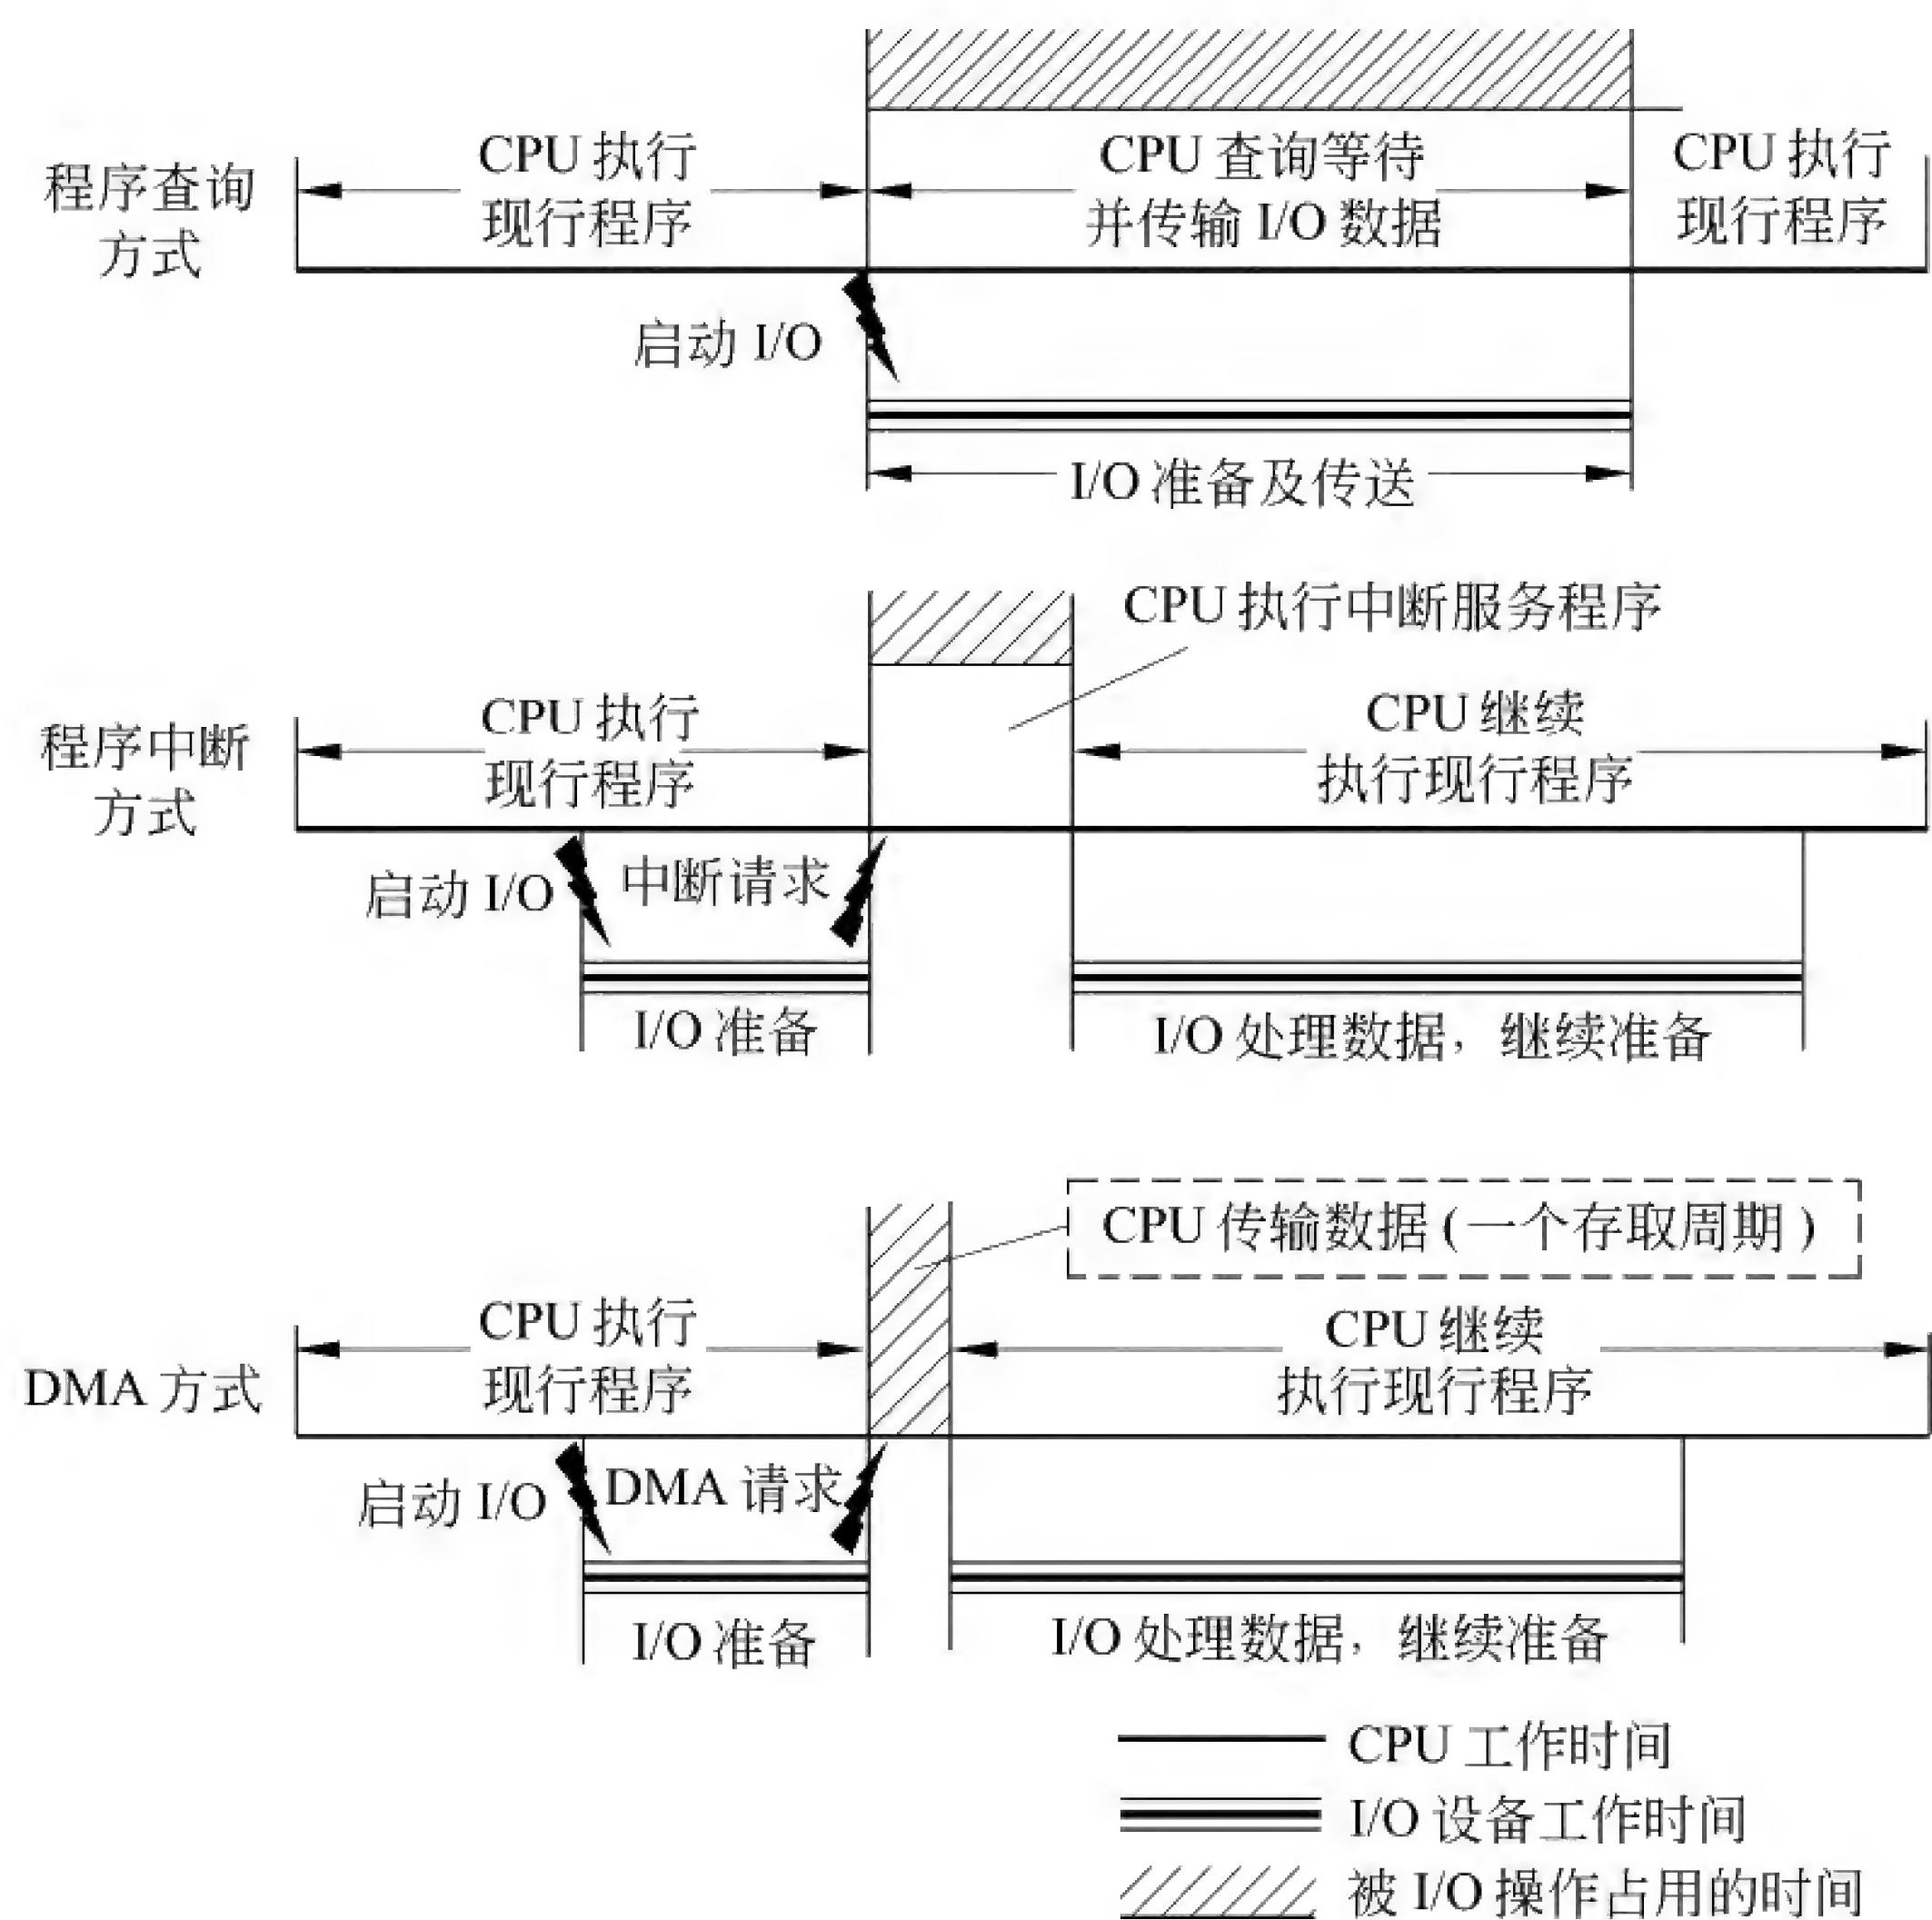 CPU 执行
现行程序
CPU 查询等待
并传输 I/O 数据
CPU 执行
现行程序
程序查询
方式
启动 I/O
I/O 准备及传送
CPU 执行中断服务程序
CPU 执行
现行程序
CPU 继续
执行现行程序
程序中断
方式
启动 I/O
中断请求
I/O 准备
I/O 处理数据，继续准备
CPU 传输数据(一个存取周期)
CPU 执行
现行程序
CPU 继续
执行现行程序
DMA 方式
启动 I/O
DMA 请求
I/O 准备
I/O 处理数据，继续准备
CPU 工作时间
I/O 设备工作时间
被 I/O 操作占用的时间